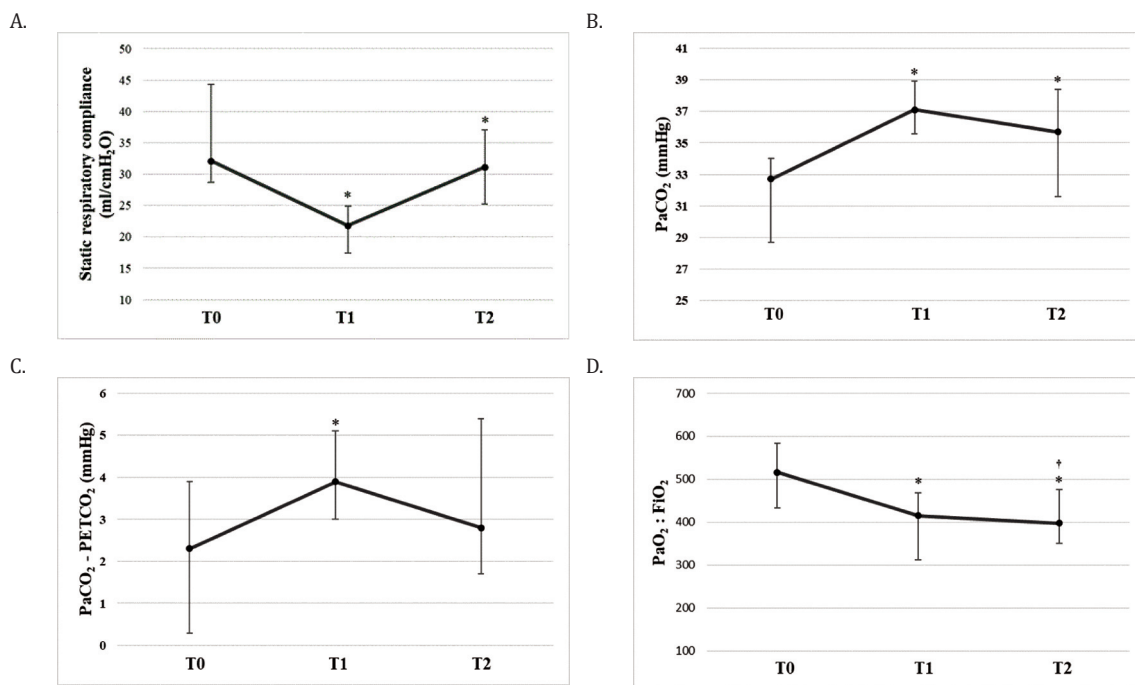 A.
Static respiratory compliance
(ml/cmH₂O)
50
45
40
35
30
25
20
15
10
*
*
T0
T1
T2
B.
PaCO₂ (mmHg)
41
39
37
35
33
31
29
27
25
*
*
T0
T1
T2
C.
PaCO₂ - PETCO₂ (mmHg)
6
5
4
3
2
1
0
*
T0
T1
T2
D.
PaO₂ : FiO₂
700
600
500
400
300
200
100
*
†
*
T0
T1
T2